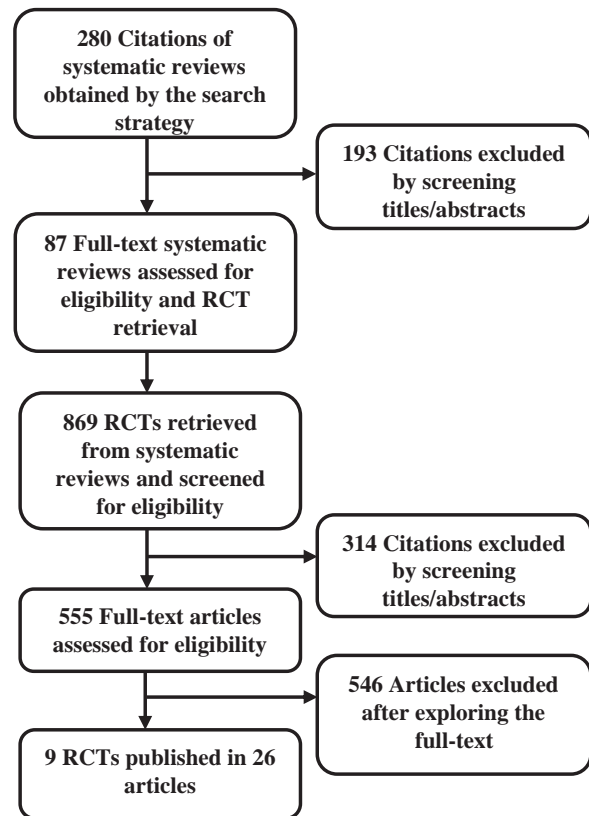 280 Citations of
systematic reviews
obtained by the search
strategy
193 Citations excluded
by screening
titles/abstracts
87 Full-text systematic
reviews assessed for
eligibility and RCT
retrieval
869 RCTs retrieved
from systematic
reviews and screened
for eligibility
314 Citations excluded
by screening
titles/abstracts
555 Full-text articles
assessed for eligibility
546 Articles excluded
after exploring the
full-text
9 RCTs published in 26
articles